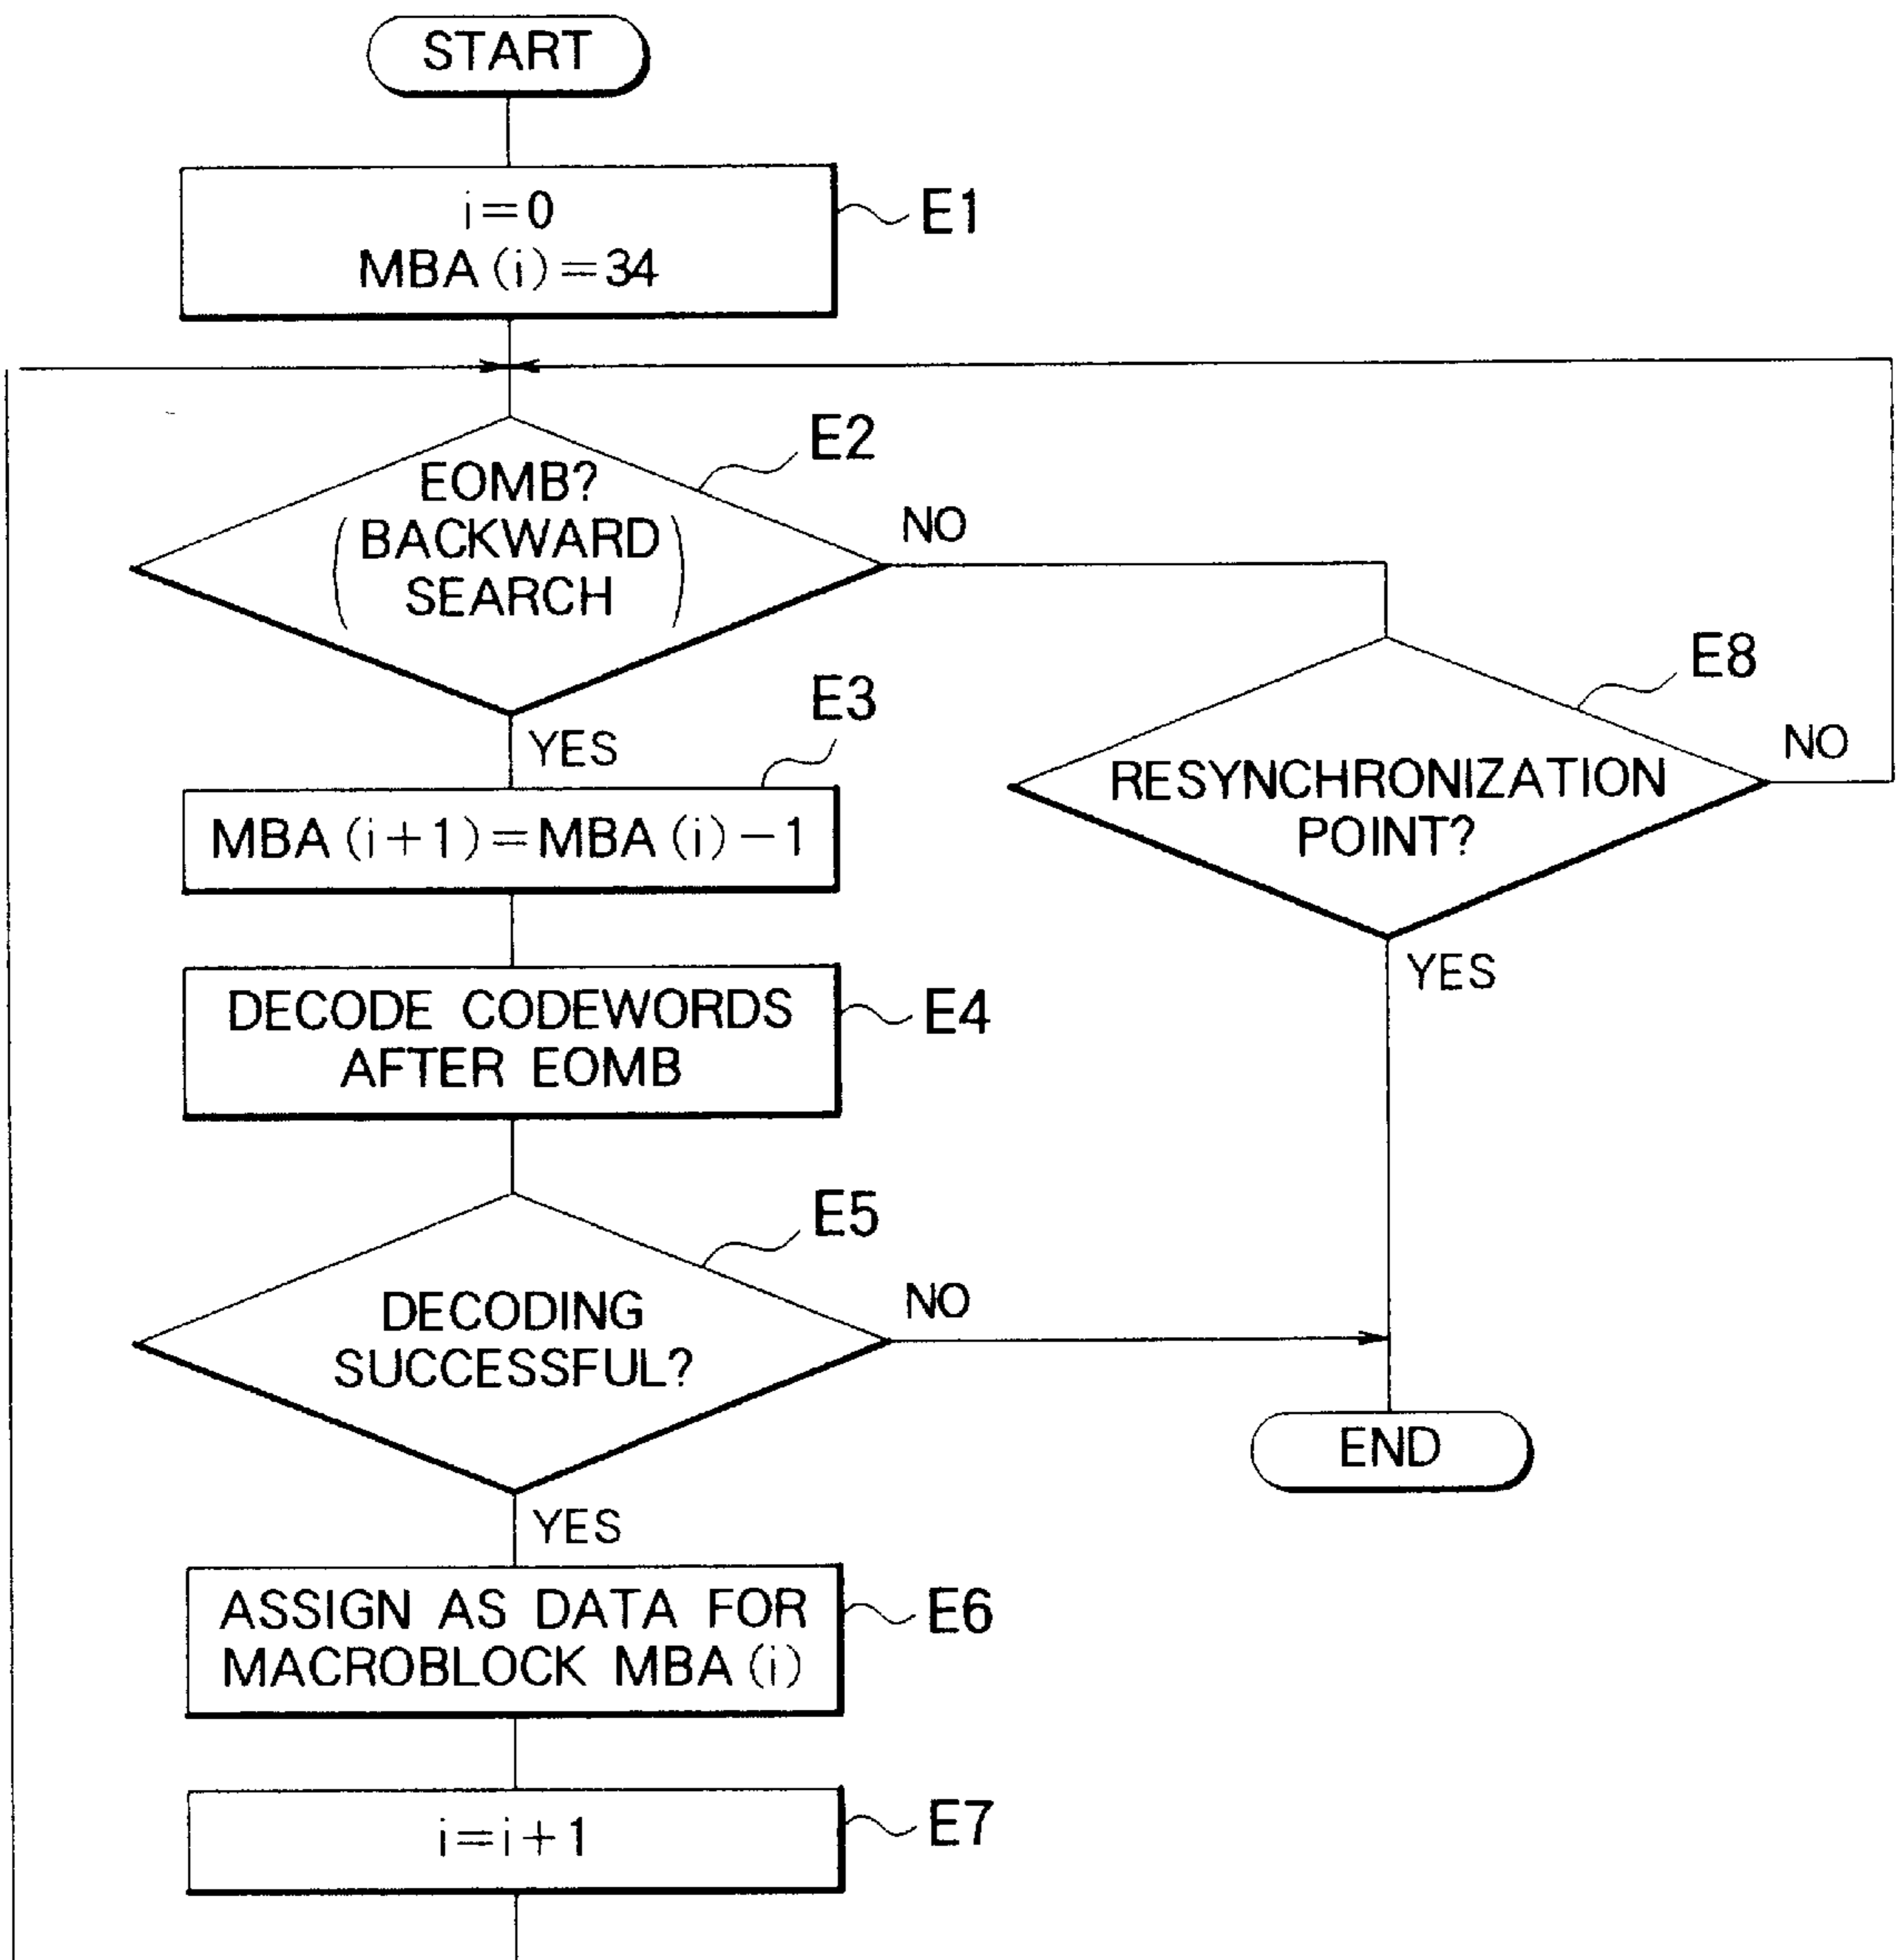 START
i=0
MBA(i)=34
E1
E2
EOMB?
(BACKWARD
SEARCH)
NO
YES
E3
MBA(i+1)=MBA(i)-1
E8
RESYNCHRONIZATION
POINT?
NO
YES
DECODE CODEWORDS
AFTER EOMB
E4
E5
DECODING
SUCCESSFUL?
NO
YES
END
ASSIGN AS DATA FOR
MACROBLOCK MBA(i)
E6
i=i+1
E7